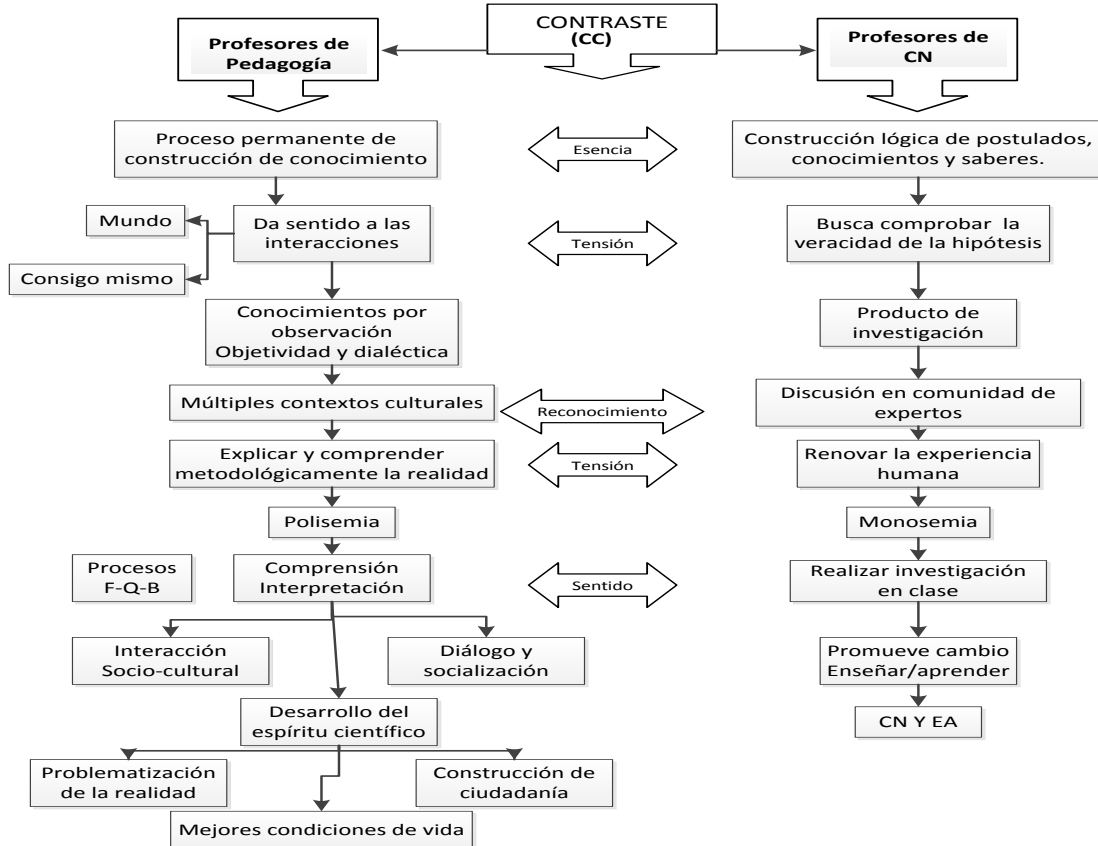 CONTRASTE
(CC)
Profesores de
Pedagogía
Profesores de
CN
Proceso permanente de
construcción de conocimiento
Esencia
Construcción lógica de postulados,
conocimientos y saberes.
Mundo
Da sentido a las
interacciones
Consigo mismo
Tensión
Busca comprobar la
veracidad de la hipótesis
Conocimientos por
observación
Objetividad y dialéctica
Producto de
investigación
Múltiples contextos culturales
Reconocimiento
Discusión en comunidad de
expertos
Explicar y comprender
metodológicamente la realidad
Tensión
Renovar la experiencia
humana
Polisemia
Monosemia
Procesos
F-Q-B
Comprensión
Interpretación
Sentido
Realizar investigación
en clase
Interacción
Socio-cultural
Diálogo y
socialización
Promueve cambio
Enseñar/aprender
Desarrollo del
espíritu científico
CN Y EA
Problematización
de la realidad
Construcción de
ciudadanía
Mejores condiciones de vida